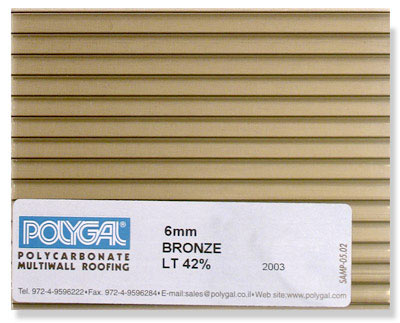 POLYGAL®
POLYCARBONATE
MULTIWALL ROOFING
6mm
BRONZE
LT 42%
2003
SAMP-05.02
Tel. 972-4-9596222•Fax. 972-4-9596284•E-mail:sales@polygal.co.il•Web site:www.polygal.com